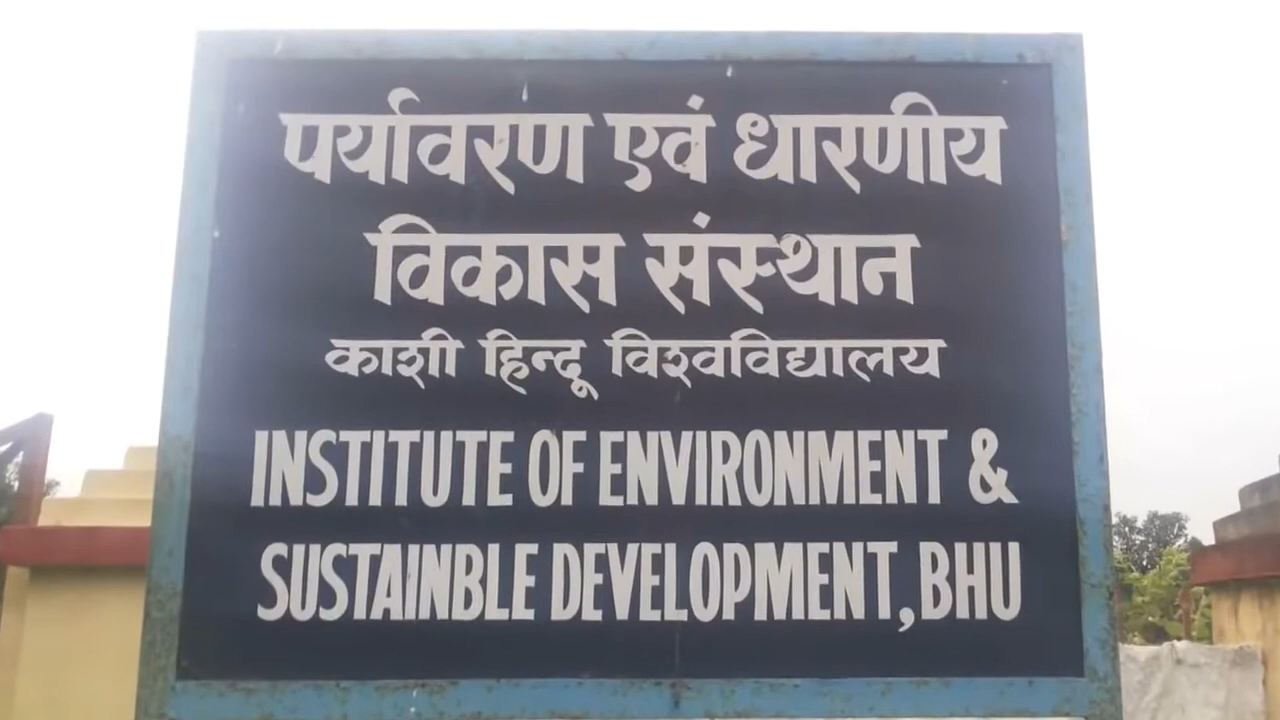 पर्यावरण एवं धारणीय
विकास संस्थान
काशी हिन्दू विश्वविद्यालय
INSTITUTE OF ENVIRONMENT &
SUSTAINBLE DEVELOPMENT, BHU